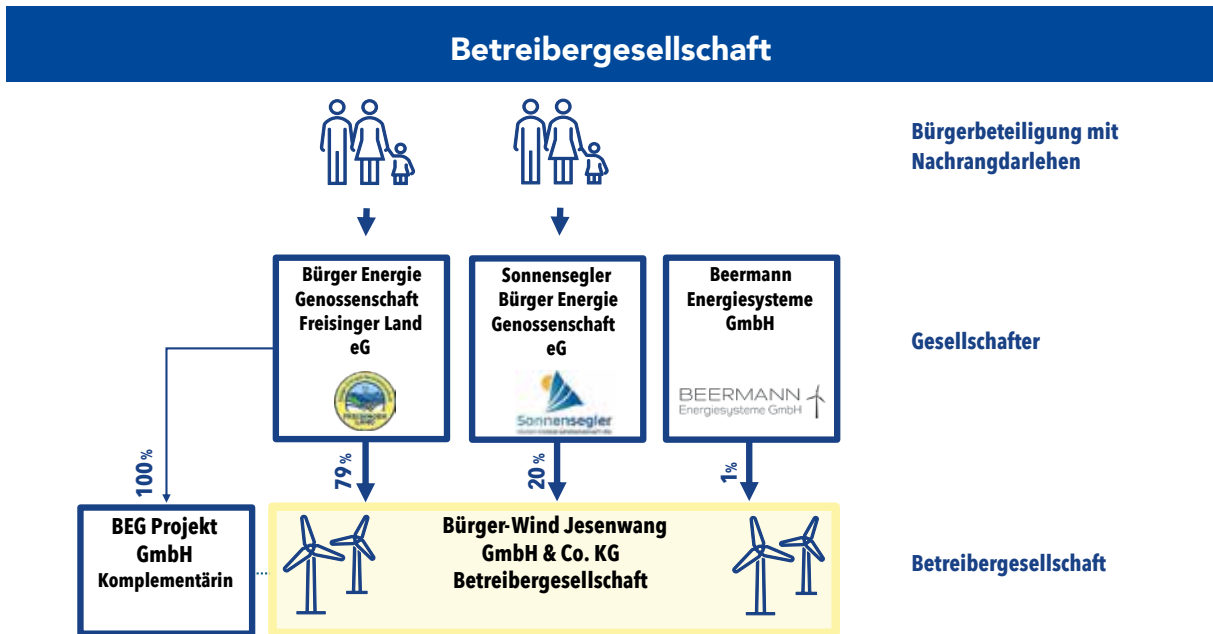 Betreibergesellschaft
Bürgerbeteiligung mit
Nachrangdarlehen
Bürger Energie
Genossenschaft
Freisinger Land
eG
FREISINGER
LAND
Sonnensegler
Bürger Energie
Genossenschaft
eG
Sonnensegler
Beermann
Energiesysteme
GmbH
BEERMANN
Energiesysteme GmbH
Gesellschafter
100%
79%
20%
1%
BEG Projekt
GmbH
Komplementärin
Bürger-Wind Jesenwang
GmbH & Co. KG
Betreibergesellschaft
Betreibergesellschaft